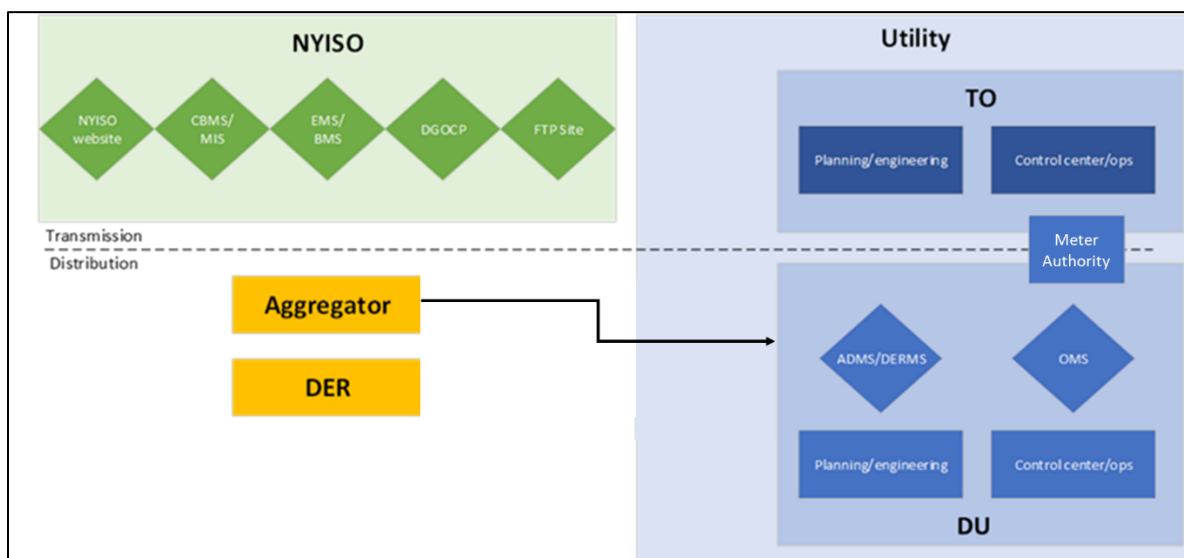 NYISO
NYISO
website
CBMS/
MIS
EMS/
BMS
DGOCP
FTP Site
Utility
TO
Planning/engineering
Control center/ops
Transmission
Distribution
Meter
Authority
Aggregator
DER
ADMS/DERMS
OMS
Planning/engineering
Control center/ops
DU